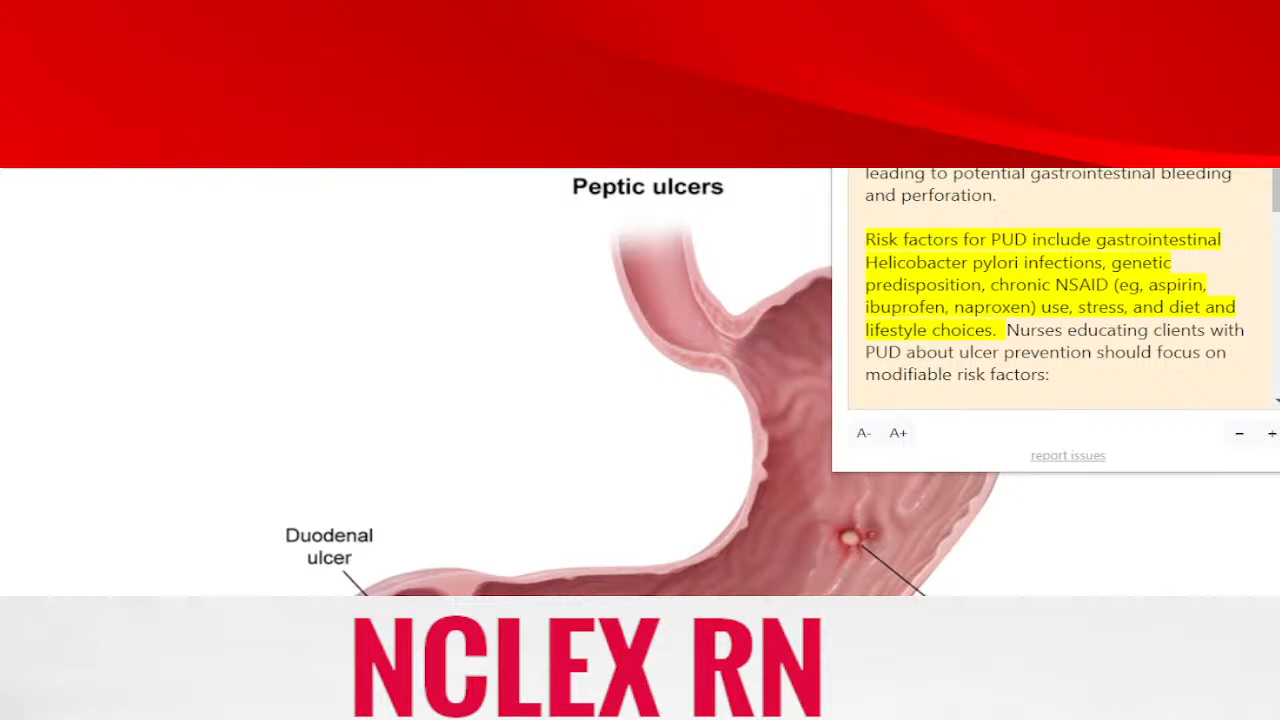 Peptic ulcers
leading to potential gastrointestinal bleeding
and perforation.
Risk factors for PUD include gastrointestinal
Helicobacter pylori infections, genetic
predisposition, chronic NSAID (eg, aspirin,
ibuprofen, naproxen) use, stress, and diet and
lifestyle choices. Nurses educating clients with
PUD about ulcer prevention should focus on
modifiable risk factors:
A- A+ − +
report issues
Duodenal
ulcer
NCLEX RN